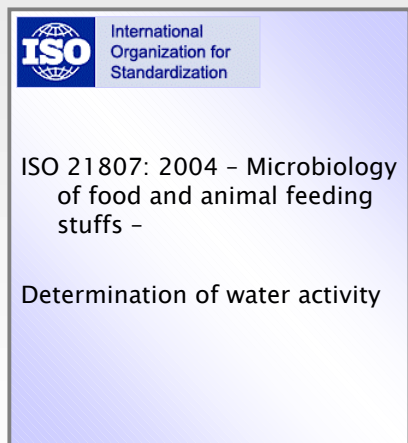 ISO
International
Organization for
Standardization
ISO 21807: 2004 – Microbiology
of food and animal feeding
stuffs –
Determination of water activity